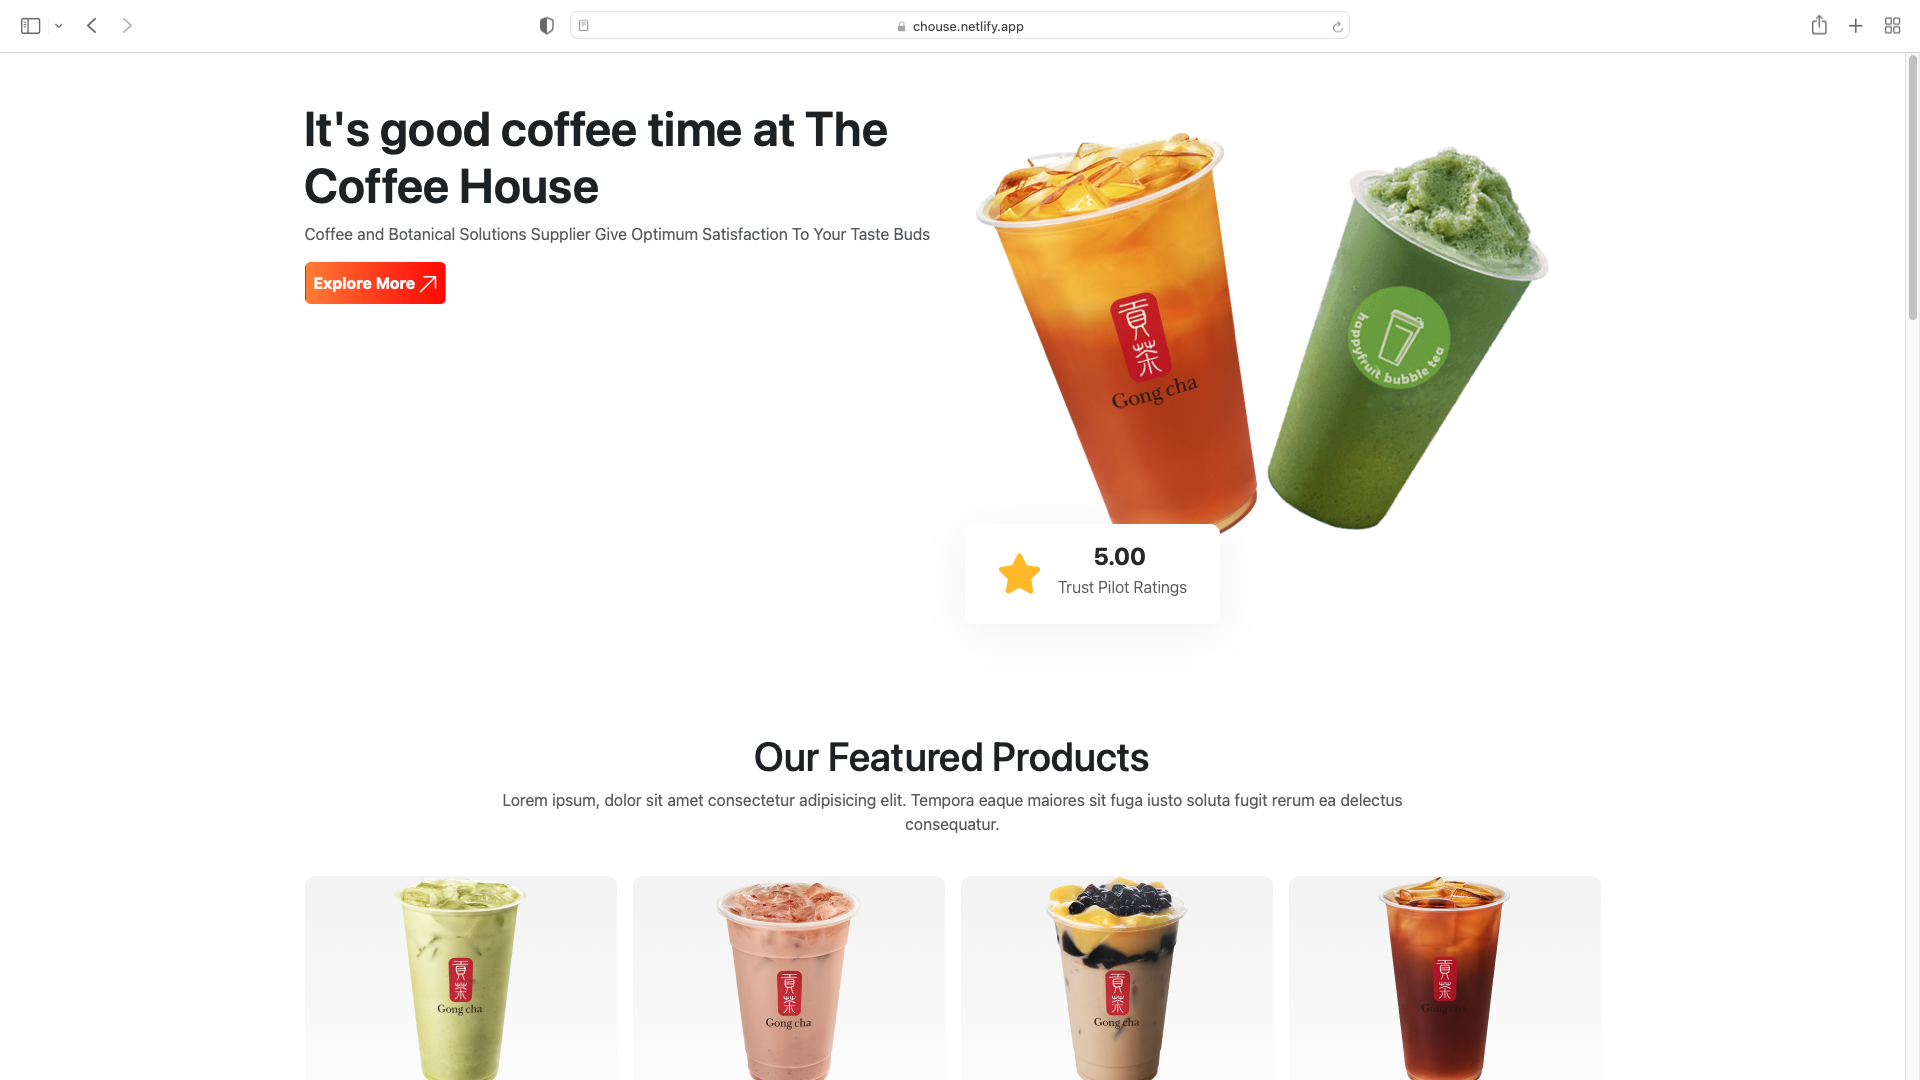 chouse.netlify.app
It's good coffee time at The
Coffee House
Coffee and Botanical Solutions Supplier Give Optimum Satisfaction To Your Taste Buds
Explore More
貢茶
Gong cha
happyfruit bubble tea
5.00
Trust Pilot Ratings
Our Featured Products
Lorem ipsum, dolor sit amet consectetur adipisicing elit. Tempora eaque maiores sit fuga iusto soluta fugit rerum ea delectus
consequatur.
貢茶
Gong cha
貢茶
Gong cha
貢茶
Gong cha
貢茶
Gong cha